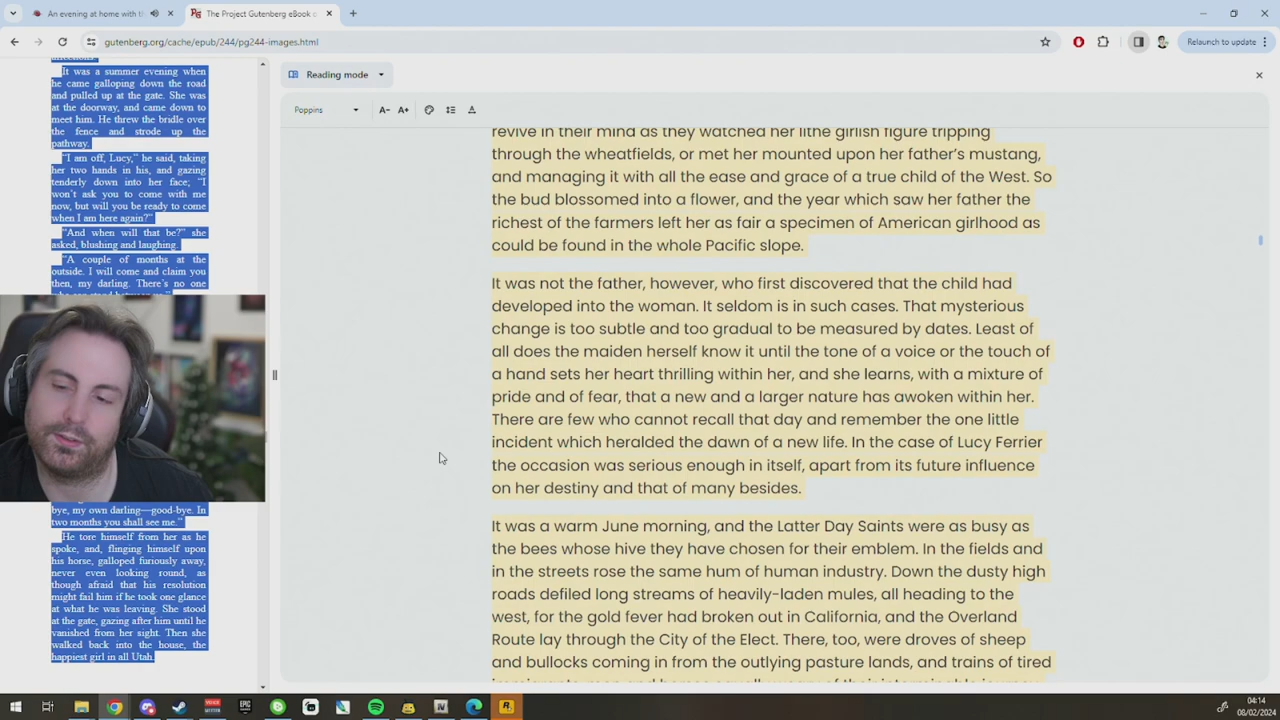 An evening at home with th
The Project Gutenberg eBook o
gutenberg.org/cache/epub/244/pg244-images.html
Relaunch to update
It was a summer evening when
he came galloping down the road
and pulled up at the gate. She was
at the doorway, and came down to
meet him. He threw the bridle over
the fence and strode up the
pathway.
“I am off, Lucy,” he said, taking
her two hands in his, and gazing
tenderly down into her face; “I
won’t ask you to come with me
now, but will you be ready to come
when I am here again?”
“And when will that be?” she
asked, blushing and laughing.
“A couple of months at the
outside. I will come and claim you
then, my darling. There’s no one
bye, my own darling—good-bye. In
two months you shall see me.”
He tore himself from her as he
spoke, and, flinging himself upon
his horse, galloped furiously away,
never even looking round, as
though afraid that his resolution
might fail him if he took one glance
at what he was leaving. She stood
at the gate, gazing after him until he
vanished from her sight. Then she
walked back into the house, the
happiest girl in all Utah.
Reading mode
Poppins
A- A+
revive in their mind as they watched her lithe girlish figure tripping
through the wheatfields, or met her mounted upon her father’s mustang,
and managing it with all the ease and grace of a true child of the West. So
the bud blossomed into a flower, and the year which saw her father the
richest of the farmers left her as fair a specimen of American girlhood as
could be found in the whole Pacific slope.
It was not the father, however, who first discovered that the child had
developed into the woman. It seldom is in such cases. That mysterious
change is too subtle and too gradual to be measured by dates. Least of
all does the maiden herself know it until the tone of a voice or the touch of
a hand sets her heart thrilling within her, and she learns, with a mixture of
pride and of fear, that a new and a larger nature has awoken within her.
There are few who cannot recall that day and remember the one little
incident which heralded the dawn of a new life. In the case of Lucy Ferrier
the occasion was serious enough in itself, apart from its future influence
on her destiny and that of many besides.
It was a warm June morning, and the Latter Day Saints were as busy as
the bees whose hive they have chosen for their emblem. In the fields and
in the streets rose the same hum of human industry. Down the dusty high
roads defiled long streams of heavily-laden mules, all heading to the
west, for the gold fever had broken out in California, and the Overland
Route lay through the City of the Elect. There, too, were droves of sheep
and bullocks coming in from the outlying pasture lands, and trains of tired
04:14
08/02/2024